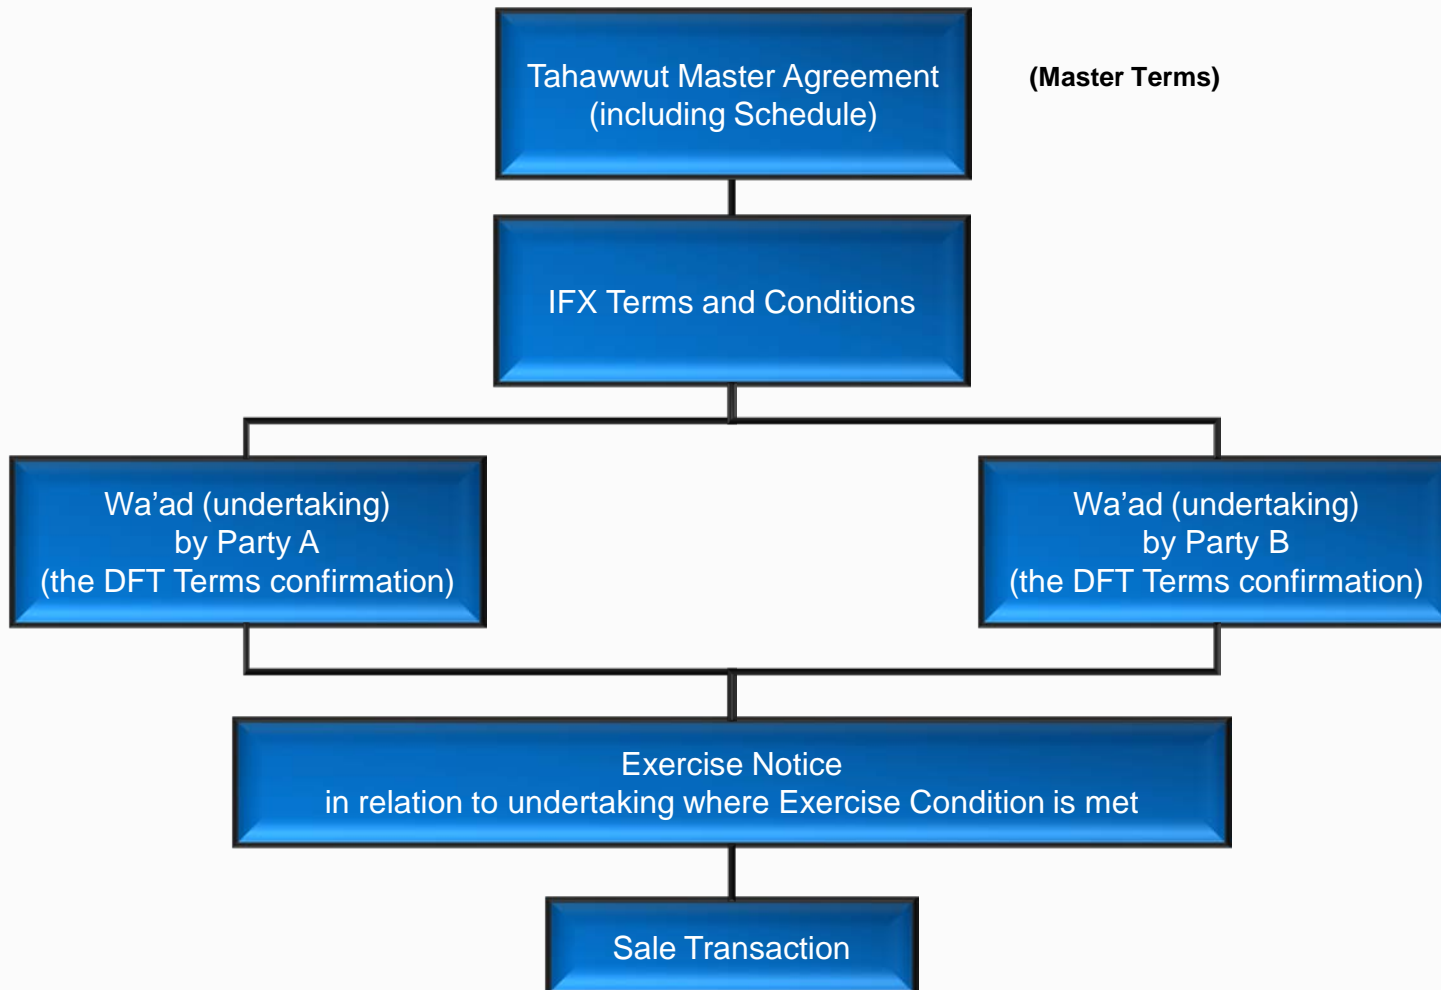 Tahawwut Master Agreement
(including Schedule)
(Master Terms)
IFX Terms and Conditions
Wa’ad (undertaking)
by Party A
(the DFT Terms confirmation)
Wa’ad (undertaking)
by Party B
(the DFT Terms confirmation)
Exercise Notice
in relation to undertaking where Exercise Condition is met
Sale Transaction